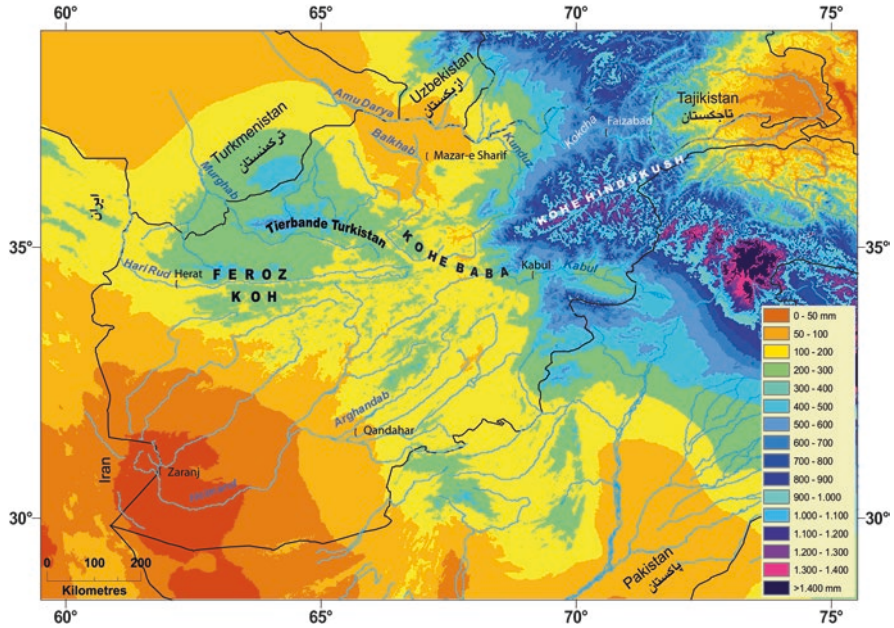 60°
65°
70°
75°
Uzbekistan
ازبکستان
Tajikistan
تاجکستان
Amu Darya
Turkmenistan
ترکمنستان
Kokcha
Faizabad
Balkhab
Mazar-e Sharif
Kunduz
Murghab
ایران
KOHE HINDUKUSH
Tierbande Turkistan
35°
35°
KOHE BABA
Kabul
Kabul
Hari Rud
Herat
FEROZ
KOH
Arghandab
Qandahar
Iran
Zaranj
30°
30°
Pakistan
پاکستان
0 - 50 mm
50 - 100
100 - 200
200 - 300
300 - 400
400 - 500
500 - 600
600 - 700
700 - 800
800 - 900
900 - 1.000
1.000 - 1.100
1.100 - 1.200
1.200 - 1.300
1.300 - 1.400
>1.400 mm
0 100 200
Kilometres
60°
65°
70°
75°